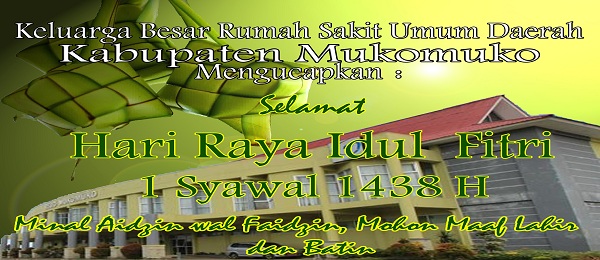 Keluarga Besar Rumah Sakit Umum Daerah
Kabupaten Mukomuko
Mengucapkan :
Selamat
Hari Raya Idul Fitri
1 Syawal 1438 H
Minal Aidzin wal Faidzin, Mohon Maaf Lahir
dan Batin